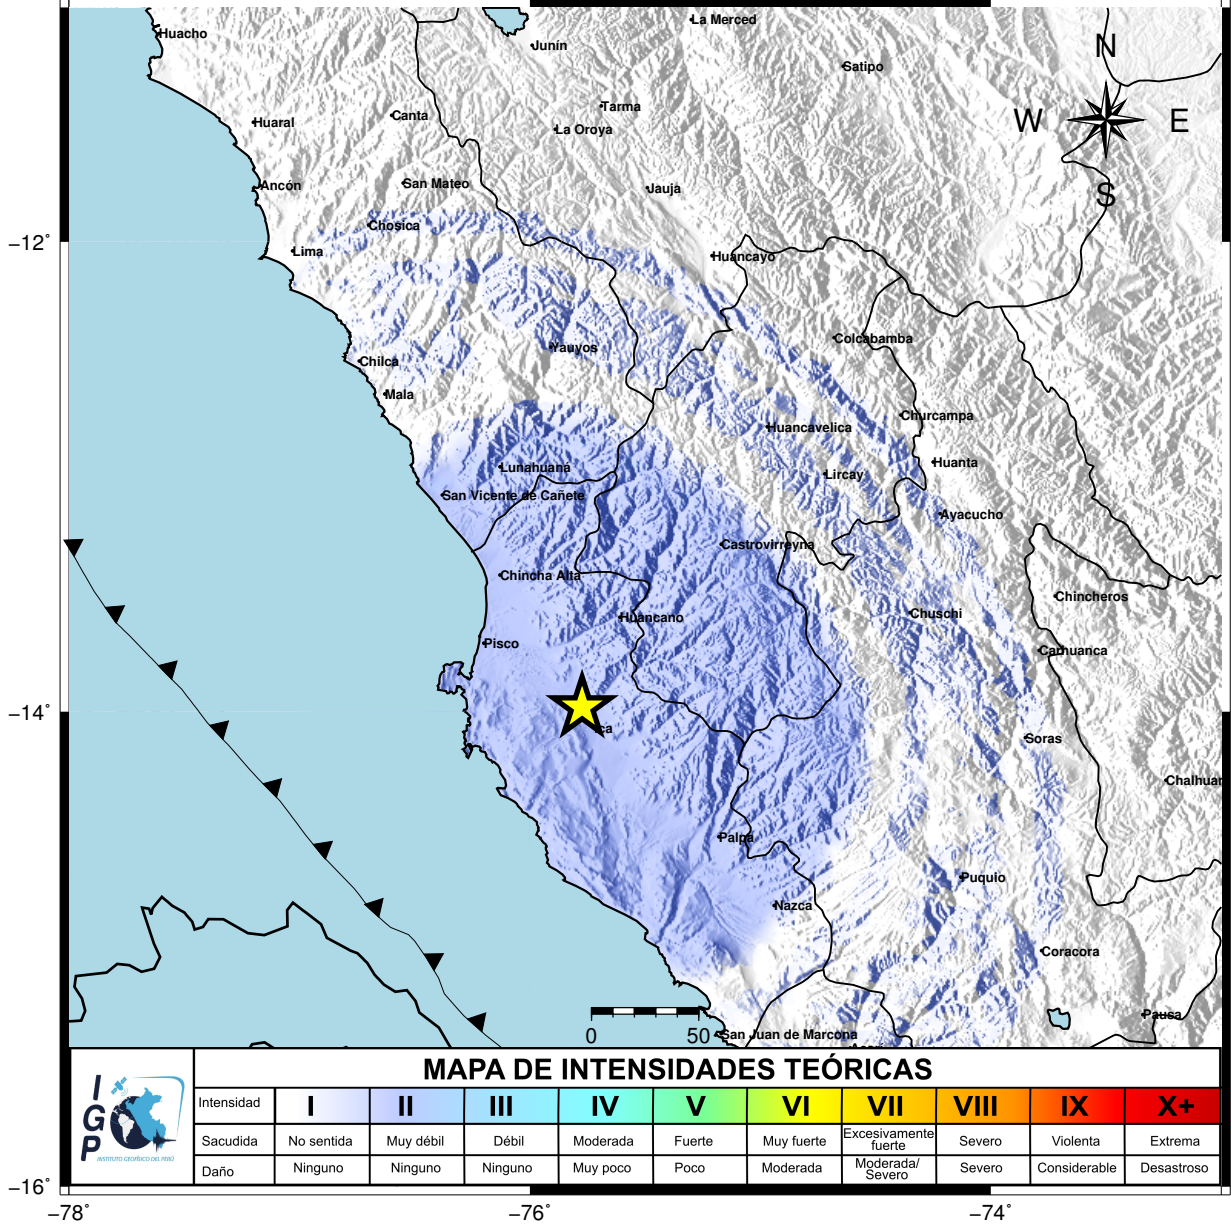 La Merced
Huacho
Junín
N
Satipo
Tarma
Canta
Huaral
La Oroya
W
E
San Mateo
Ancón
Jauja
S
Chosica
−12°
Lima
Huancayo
Colcabamba
Yauyos
Chilca
Mala
Churcampa
Huancavelica
Huanta
Lunahuaná
Lircay
San Vicente de Cañete
Ayacucho
Castrovirreyna
Chincha Alta
Chincheros
Huancano
Chuschi
Pisco
Carhuanca
−14°
ca
Soras
Chalhuan
Palpa
Puquio
Nazca
Coracora
Pausa
0
50
San Juan de Marcona
MAPA DE INTENSIDADES TEÓRICAS
IGP
INSTITUTO GEOFÍSICO DEL PERÚ
Intensidad I II III IV V VI VII VIII IX X+
Sacudida No sentida Muy débil Débil Moderada Fuerte Muy fuerte Excesivamente fuerte Severo Violenta Extrema
Daño Ninguno Ninguno Ninguno Muy poco Poco Moderada Moderada/ Severo Severo Considerable Desastroso
−16°
−78°
−76°
−74°